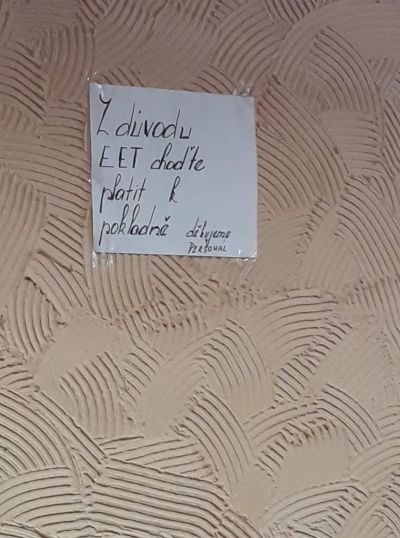 Z důvodu
EET choďte
platit k
pokladně děkujeme
PERSONAL